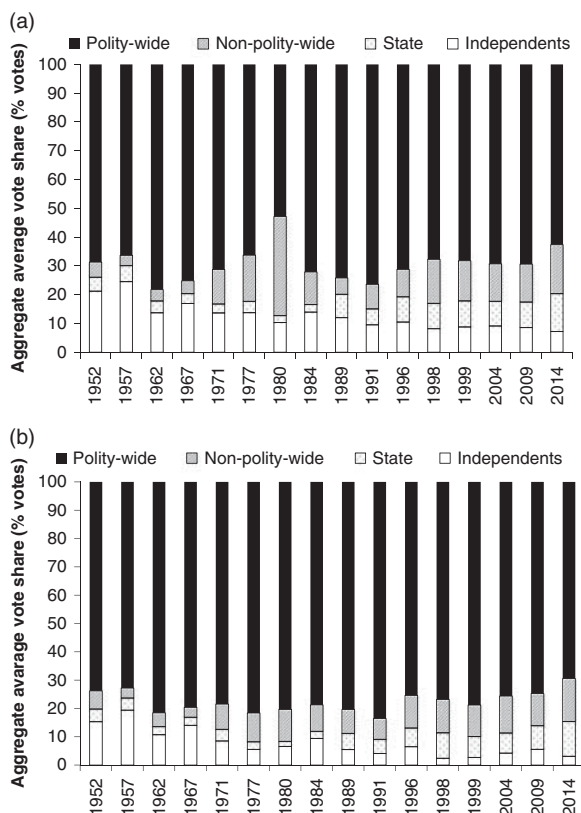 (a)
Polity-wide Non-polity-wide State Independents
Aggregate average vote share (% votes)
100
90
80
70
60
50
40
30
20
10
0
1952 1957 1962 1967 1971 1977 1980 1984 1989 1991 1996 1998 1999 2004 2009 2014
(b)
Polity-wide Non-polity-wide State Independents
Aggregate avarage vote share (% votes)
100
90
80
70
60
50
40
30
20
10
0
1952 1957 1962 1967 1971 1977 1980 1984 1989 1991 1996 1998 1999 2004 2009 2014